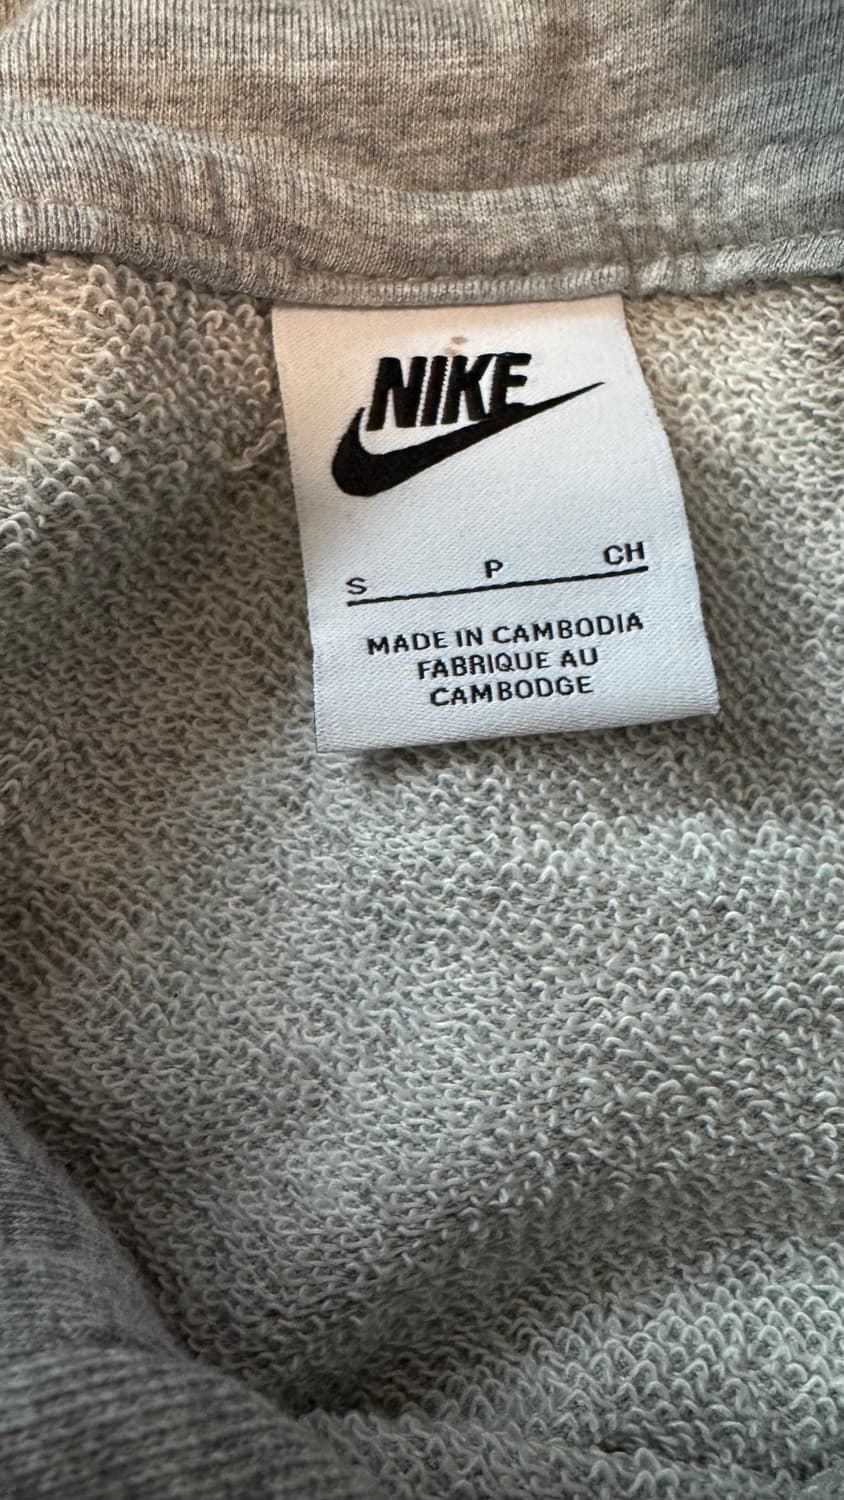 NIKE
S P CH
MADE IN CAMBODIA
FABRIQUE AU
CAMBODGE